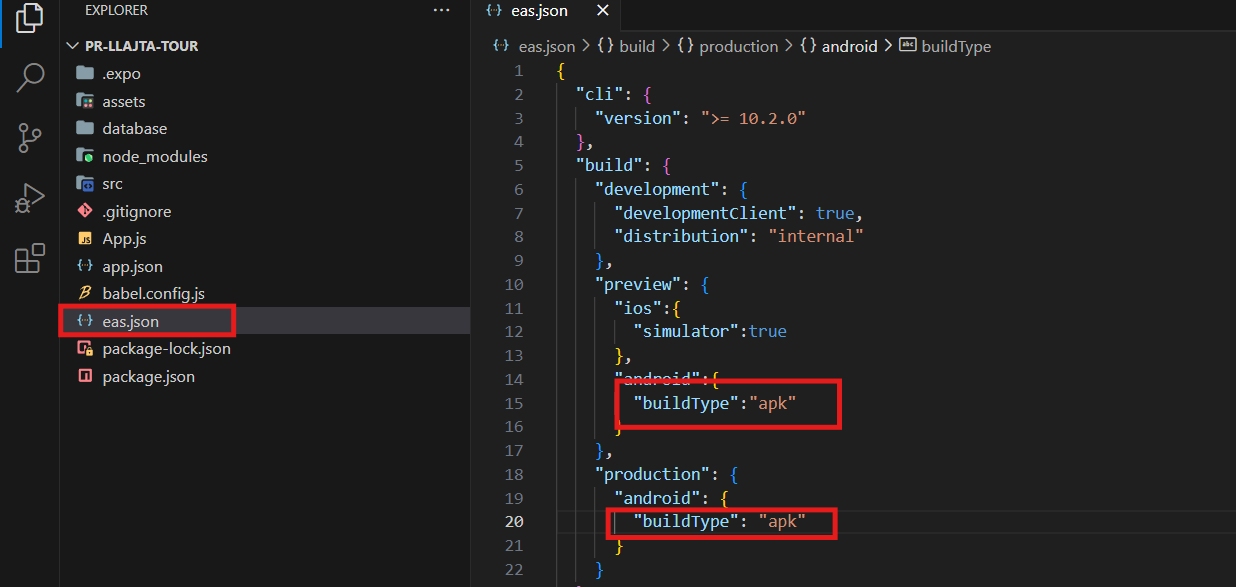 EXPLORER
···
PR-LLAJTA-TOUR
.expo
assets
database
node_modules
src
.gitignore
App.js
app.json
babel.config.js
eas.json
package-lock.json
package.json
eas.json
eas.json > {} build > {} production > {} android > abc buildType
1 {
2 "cli": {
3 "version": ">= 10.2.0"
4 },
5 "build": {
6 "development": {
7 "developmentClient": true,
8 "distribution": "internal"
9 },
10 "preview": {
11 "ios":{
12 "simulator":true
13 },
14 "android":{
15 "buildType":"apk"
16 }
17 },
18 "production": {
19 "android": {
20 "buildType": "apk"
21 }
22 }